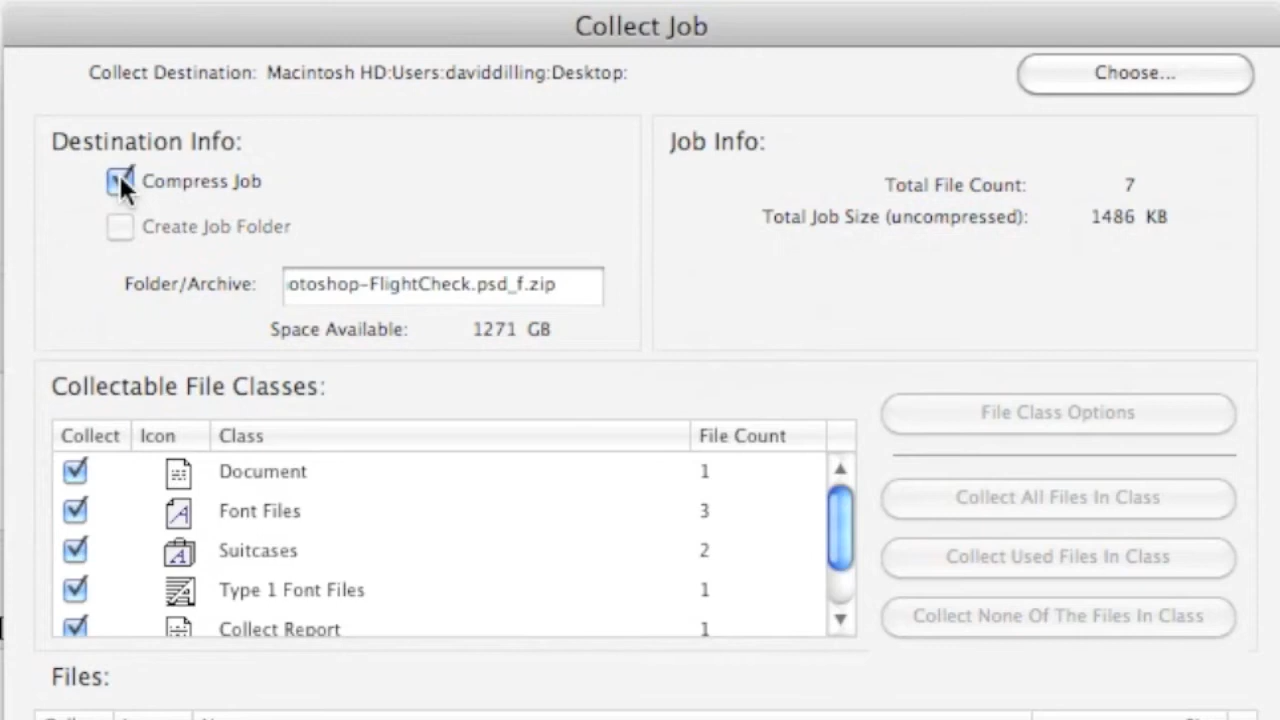 Collect Job
Collect Destination: Macintosh HD:Users:daviddilling:Desktop:
Choose...
Destination Info:
Compress Job
Create Job Folder
Folder/Archive: otoshop-FlightCheck.psd_f.zip
Space Available: 1271 GB
Job Info:
Total File Count: 7
Total Job Size (uncompressed): 1486 KB
Collectable File Classes:
Collect Icon Class File Count
Document 1
Font Files 3
Suitcases 2
Type 1 Font Files 1
Collect Report 1
File Class Options
Collect All Files In Class
Collect Used Files In Class
Collect None Of The Files In Class
Files: